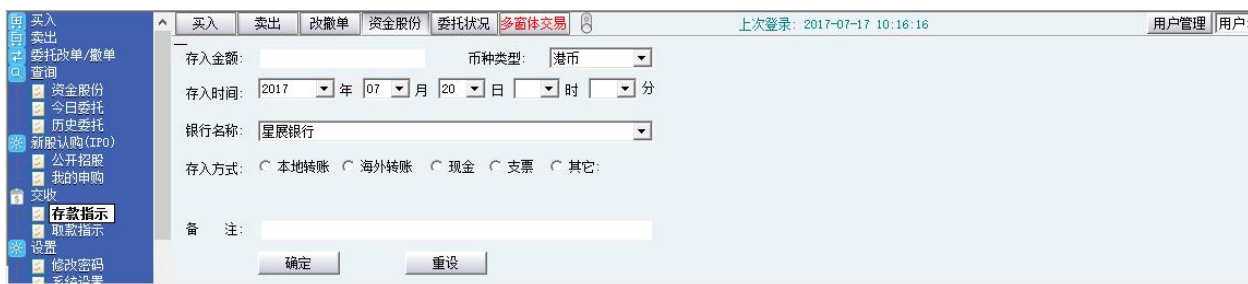 买入
卖出
委托改单/撤单
查询
资金股份
今日委托
历史委托
新股认购(IPO)
公开招股
我的申购
交收
存款指示
取款指示
设置
修改密码
系统设置
买入 卖出 改撤单 资金股份 委托状况 多窗体交易 上次登录: 2017-07-17 10:16:16 用户管理 用户:
存入金额: 币种类型: 港币
存入时间: 2017 年 07 月 20 日 时 分
银行名称: 星展银行
存入方式: 本地转账 海外转账 现金 支票 其它:
备 注:
确定 重设